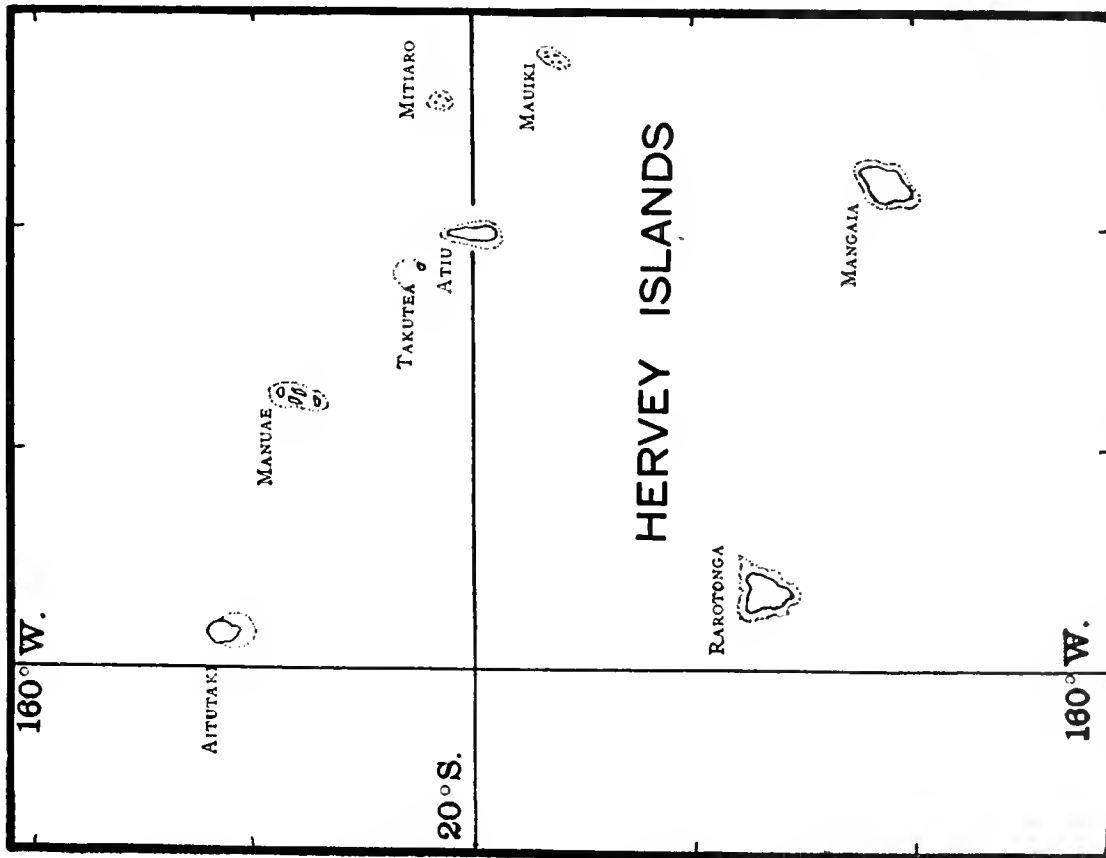 160° W.
AITUTAKI
MANUAE
TAKUTEA
MITIARO
ATIU
20°S.
MAUIKI
HERVEY ISLANDS
RAROTONGA
MANGAIA
160° W.